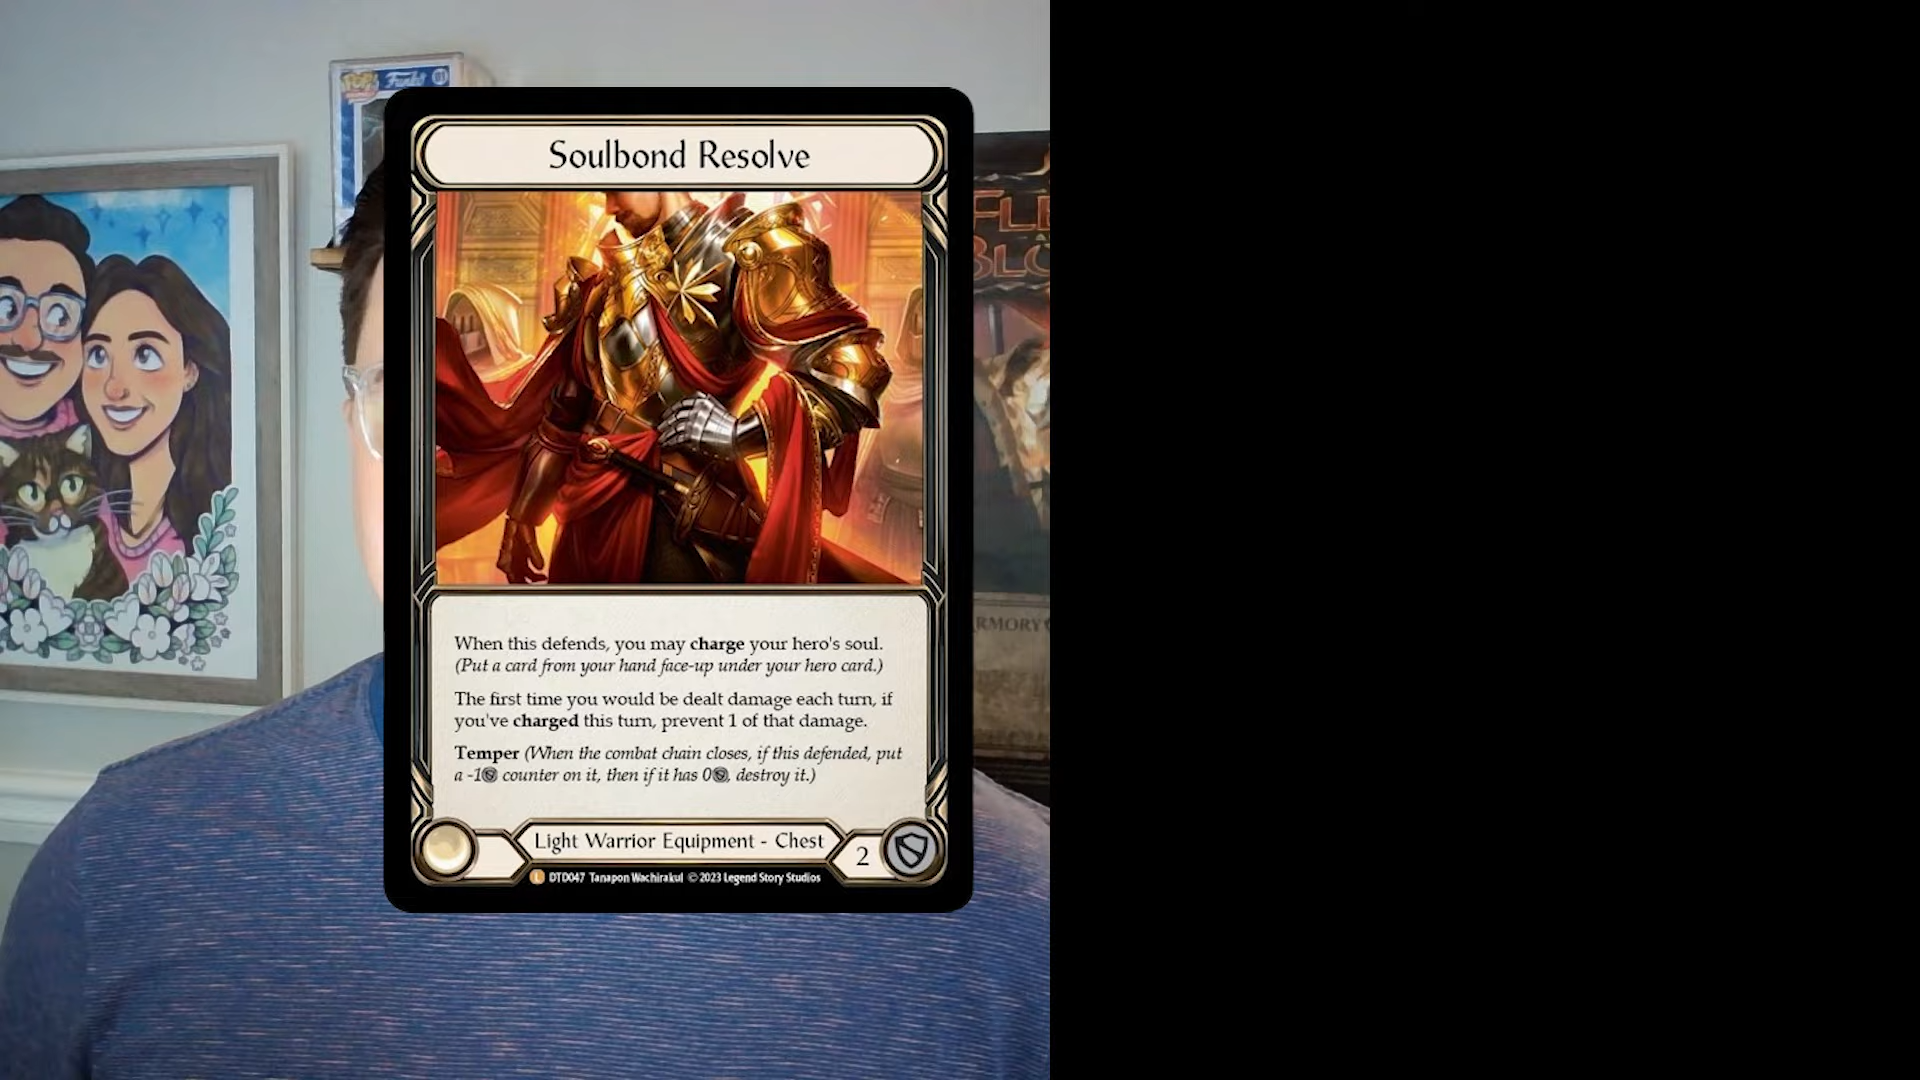 POP!
Funko
Soulbond Resolve
When this defends, you may charge your hero's soul.
(Put a card from your hand face-up under your hero card.)
The first time you would be dealt damage each turn, if
you've charged this turn, prevent 1 of that damage.
Temper (When the combat chain closes, if this defended, put
a -1 counter on it, then if it has 0, destroy it.)
Light Warrior Equipment - Chest
2
L DTD047 Tanapon Wachirakul © 2023 Legend Story Studios